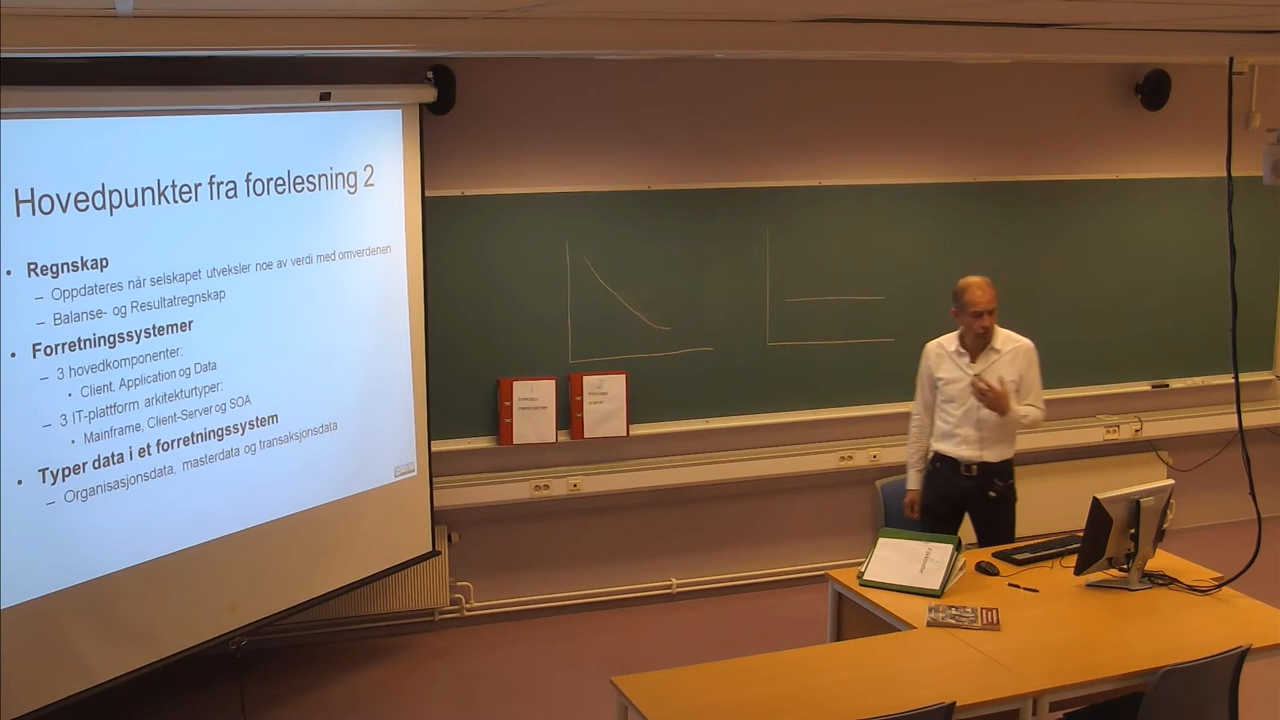 Hovedpunkter fra forelesning 2
• Regnskap
– Oppdateres når selskapet utveksler noe av verdi med omverdenen
– Balanse- og Resultatregnskap
• Forretningssystemer
– 3 hovedkomponenter:
• Client, Application og Data
– 3 IT-plattform arkitekturtyper:
• Mainframe, Client-Server og SOA
• Typer data i et forretningssystem
– Organisasjonsdata, masterdata og transaksjonsdata